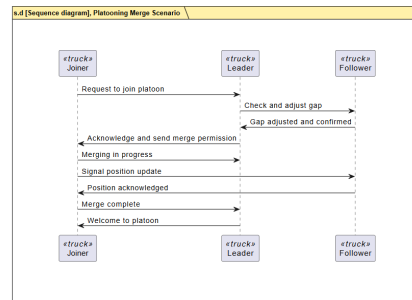 s.d [Sequence diagram], Platooning Merge Scenario
«truck» «truck» «truck»
Joiner Leader Follower
Request to join platoon
Check and adjust gap
Gap adjusted and confirmed
Acknowledge and send merge permission
Merging in progress
Signal position update
Position acknowledged
Merge complete
Welcome to platoon
«truck» «truck» «truck»
Joiner Leader Follower